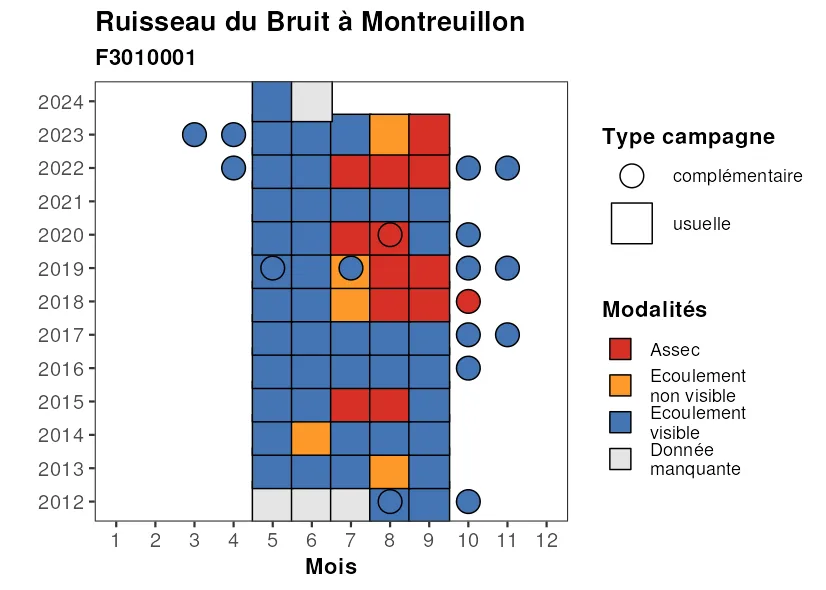 Ruisseau du Bruit à Montreuillon
F3010001
2024
2023
2022
2021
2020
2019
2018
2017
2016
2015
2014
2013
2012
1 2 3 4 5 6 7 8 9 10 11 12
Mois
Type campagne
complémentaire
usuelle
Modalités
Assec
Ecoulement
non visible
Ecoulement
visible
Donnée
manquante